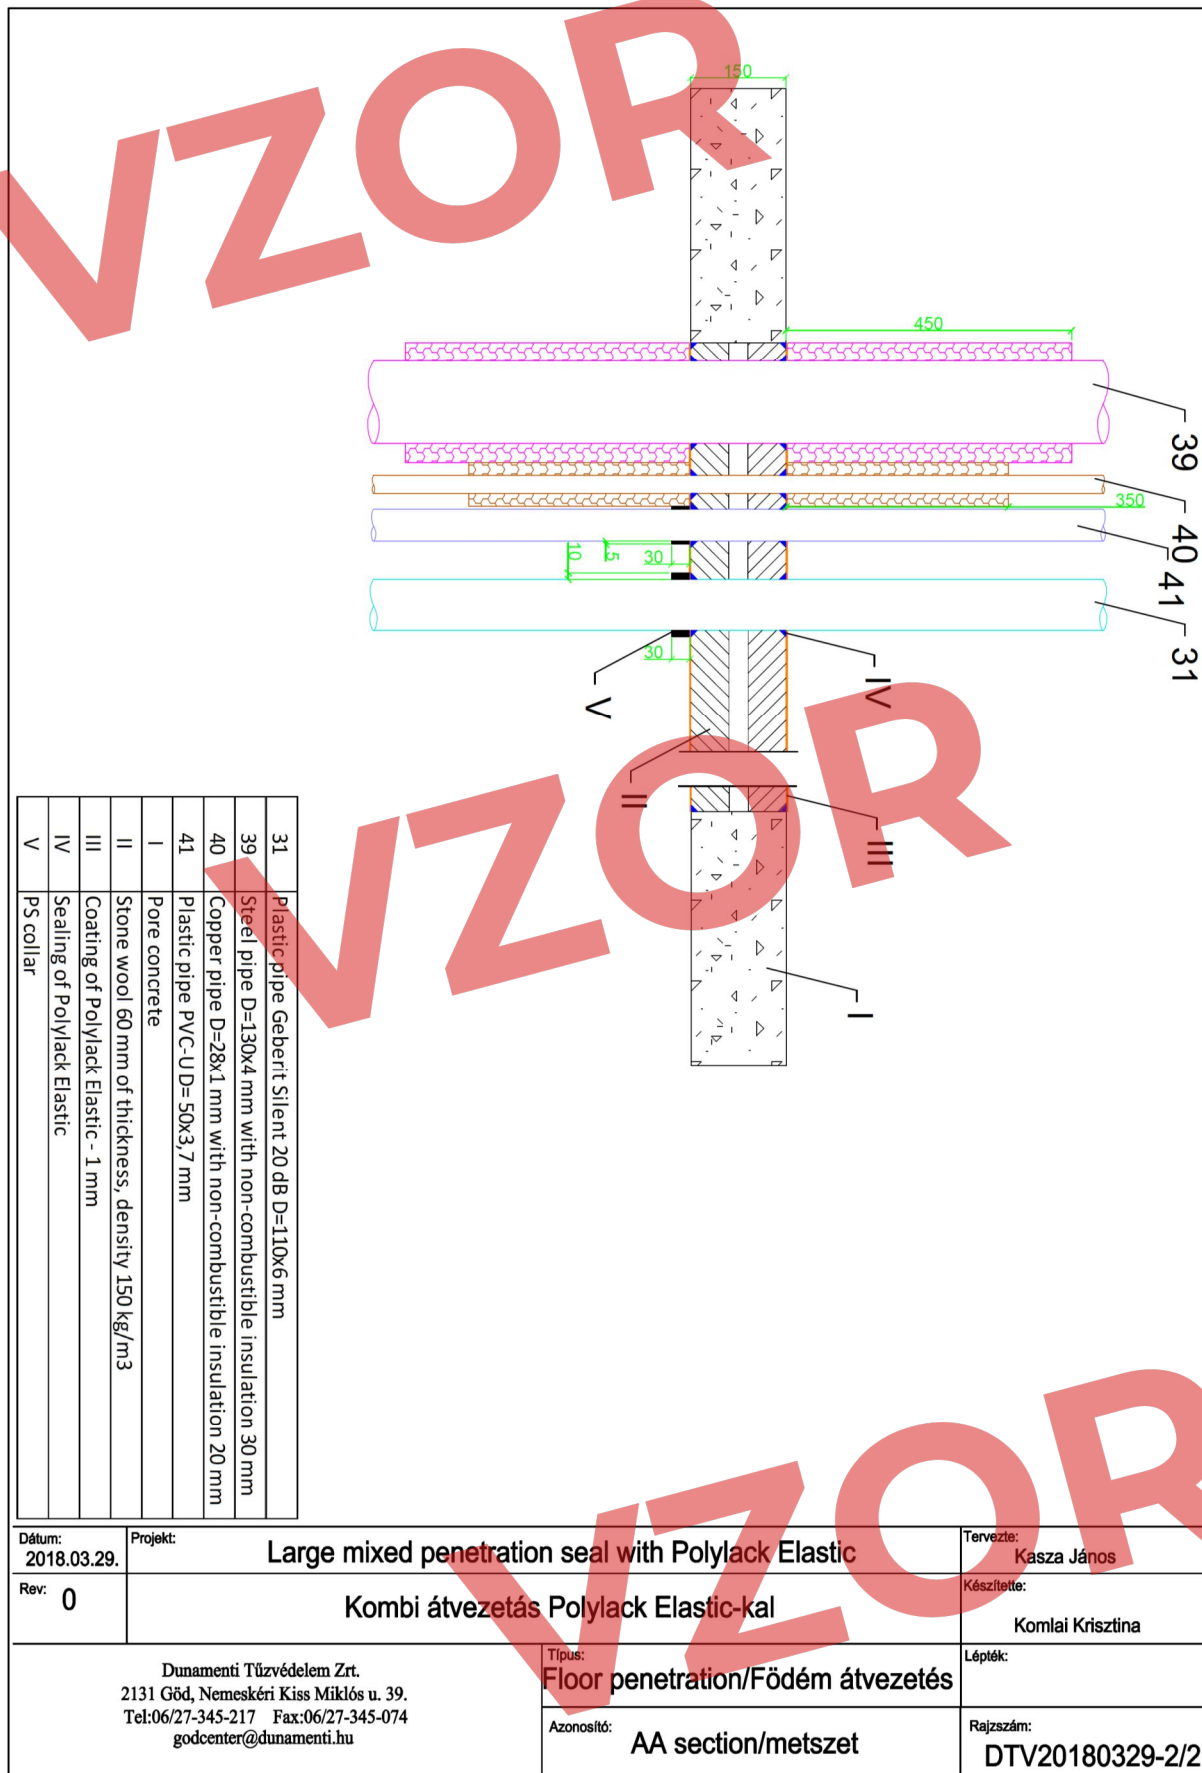 VZOR
150
450
39
350
40
41
31
10
5
30
30
V
IV
II
III
I
VZOR
31 Plastic pipe Geberit Silent 20 dB D=110x6 mm
39 Steel pipe D=130x4 mm with non-combustible insulation 30 mm
40 Copper pipe D=28x1 mm with non-combustible insulation 20 mm
41 Plastic pipe PVC-U D= 50x3,7 mm
I Pore concrete
II Stone wool 60 mm of thickness, density 150 kg/m3
III Coating of Polylack Elastic - 1 mm
IV Sealing of Polylack Elastic
V PS collar
VZOR
Dátum:
2018.03.29.
Projekt:
Large mixed penetration seal with Polylack Elastic
Tervezte:
Kasza János
Rev: 0
Kombi átvezetés Polylack Elastic-kal
Készítette:
Komlai Krisztina
Dunamenti Tűzvédelem Zrt.
2131 Göd, Nemeskéri Kiss Miklós u. 39.
Tel:06/27-345-217 Fax:06/27-345-074
godcenter@dunamenti.hu
Típus:
Floor penetration/Födém átvezetés
Lépték:
Azonosító:
AA section/metszet
Rajzszám:
DTV20180329-2/2